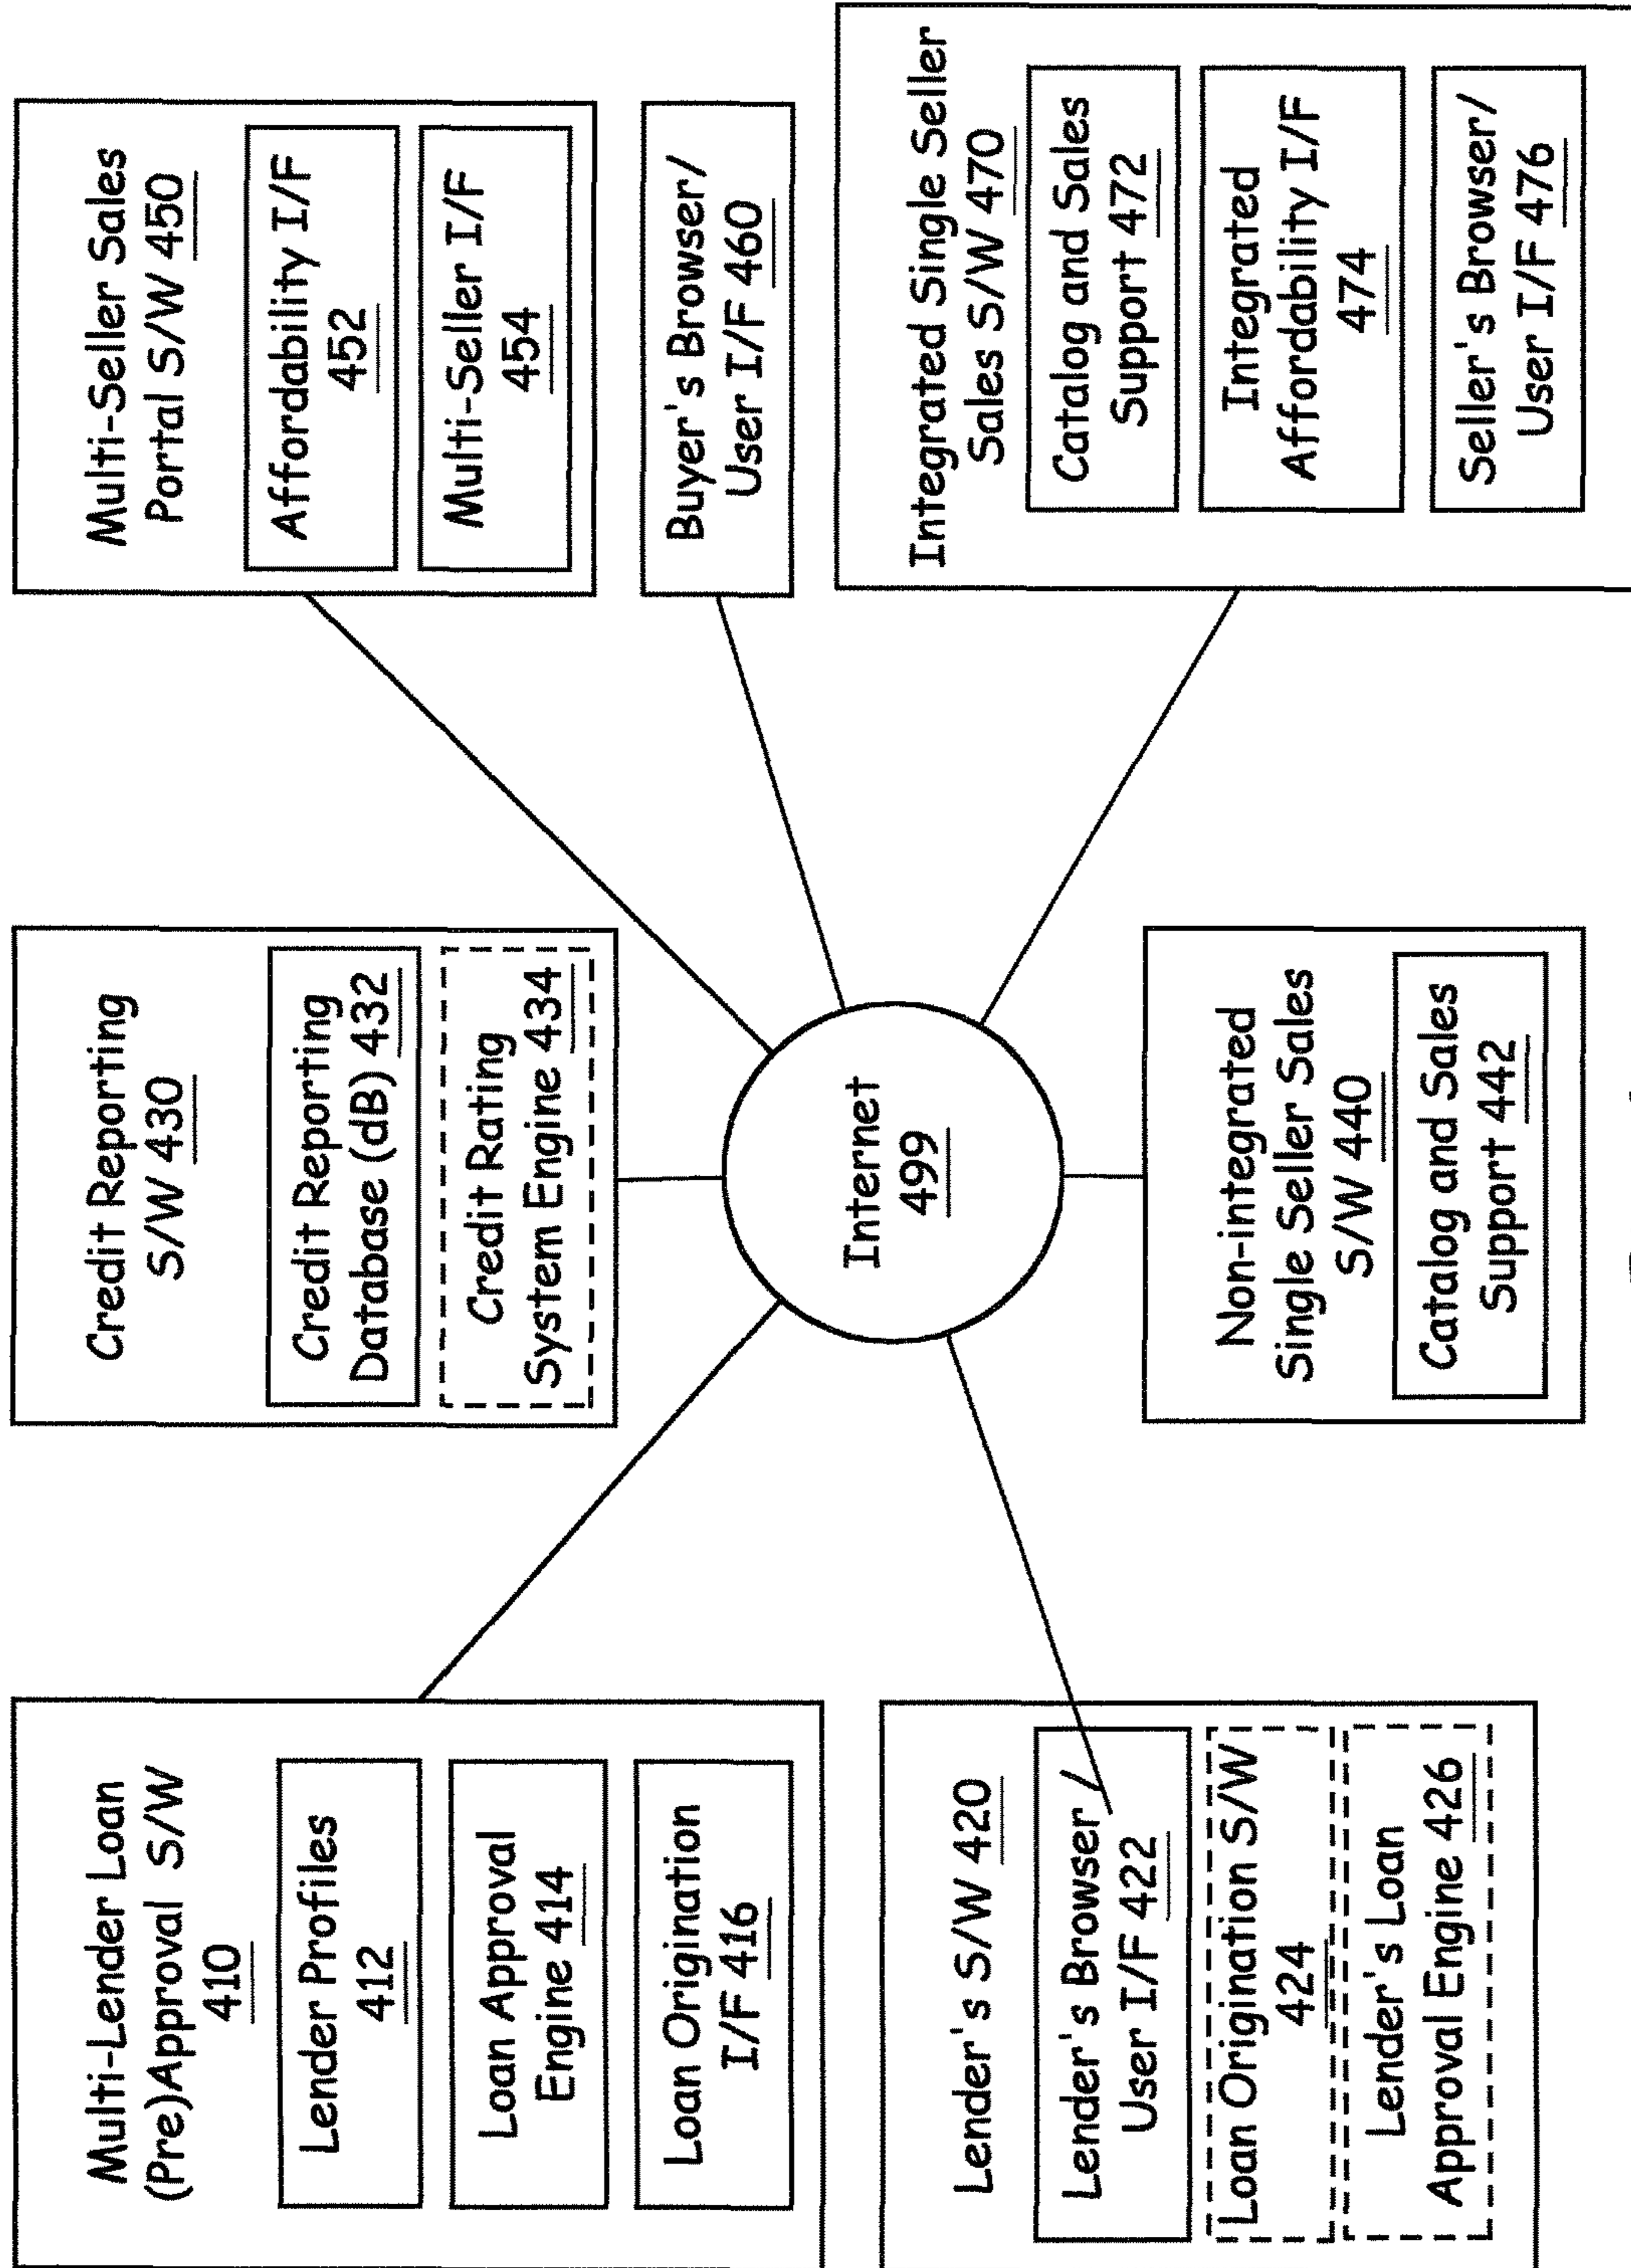 Multi-Lender Loan
(Pre)Approval S/W
410
Lender Profiles
412
Loan Approval
Engine 414
Loan Origination
I/F 416
Lender's S/W 420
Lender's Browser /
User I/F 422
Loan Origination S/W
424
Lender's Loan
Approval Engine 426
Credit Reporting
S/W 430
Credit Reporting
Database (dB) 432
Credit Rating
System Engine 434
Internet
499
Non-integrated
Single Seller Sales
S/W 440
Catalog and Sales
Support 442
Multi-Seller Sales
Portal S/W 450
Affordability I/F
452
Multi-Seller I/F
454
Buyer's Browser/
User I/F 460
Integrated Single Seller
Sales S/W 470
Catalog and Sales
Support 472
Integrated
Affordability I/F
474
Seller's Browser/
User I/F 476